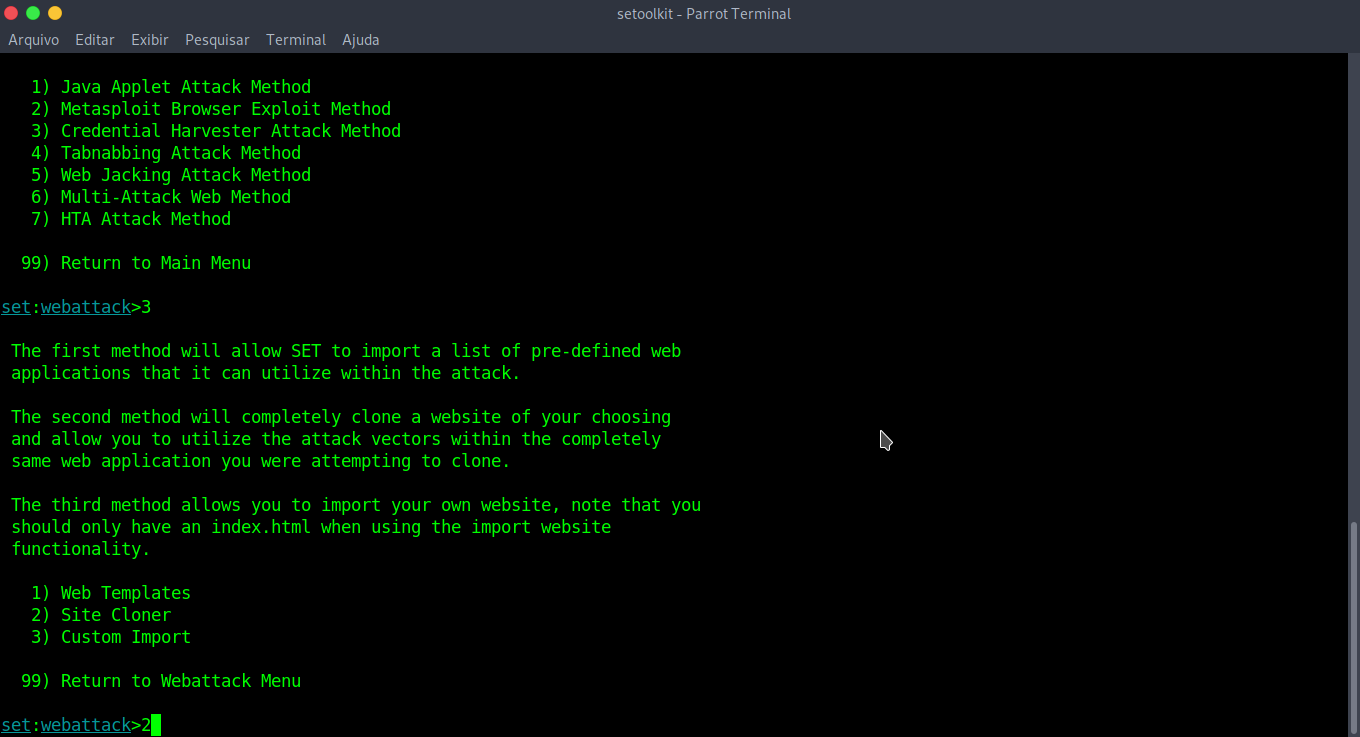 setoolkit - Parrot Terminal
Arquivo Editar Exibir Pesquisar Terminal Ajuda
1) Java Applet Attack Method
2) Metasploit Browser Exploit Method
3) Credential Harvester Attack Method
4) Tabnabbing Attack Method
5) Web Jacking Attack Method
6) Multi-Attack Web Method
7) HTA Attack Method
99) Return to Main Menu
set:webattack>3
The first method will allow SET to import a list of pre-defined web
applications that it can utilize within the attack.
The second method will completely clone a website of your choosing
and allow you to utilize the attack vectors within the completely
same web application you were attempting to clone.
The third method allows you to import your own website, note that you
should only have an index.html when using the import website
functionality.
1) Web Templates
2) Site Cloner
3) Custom Import
99) Return to Webattack Menu
set:webattack>2